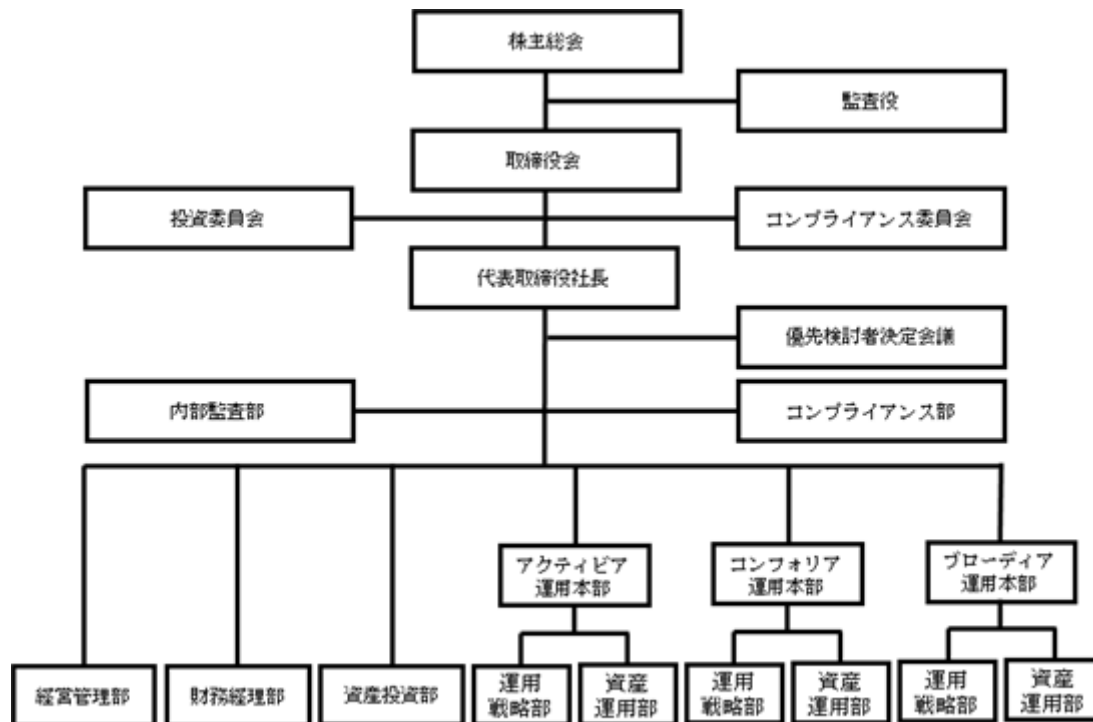 株主総会
監査役
取締役会
投資委員会
コンプライアンス委員会
代表取締役社長
優先検討者決定会議
内部監査部
コンプライアンス部
アクティビア
運用本部
コンフォリア
運用本部
ブローディア
運用本部
経営管理部
財務経理部
資産投資部
運用
戦略部
資産
運用部
運用
戦略部
資産
運用部
運用
戦略部
資産
運用部